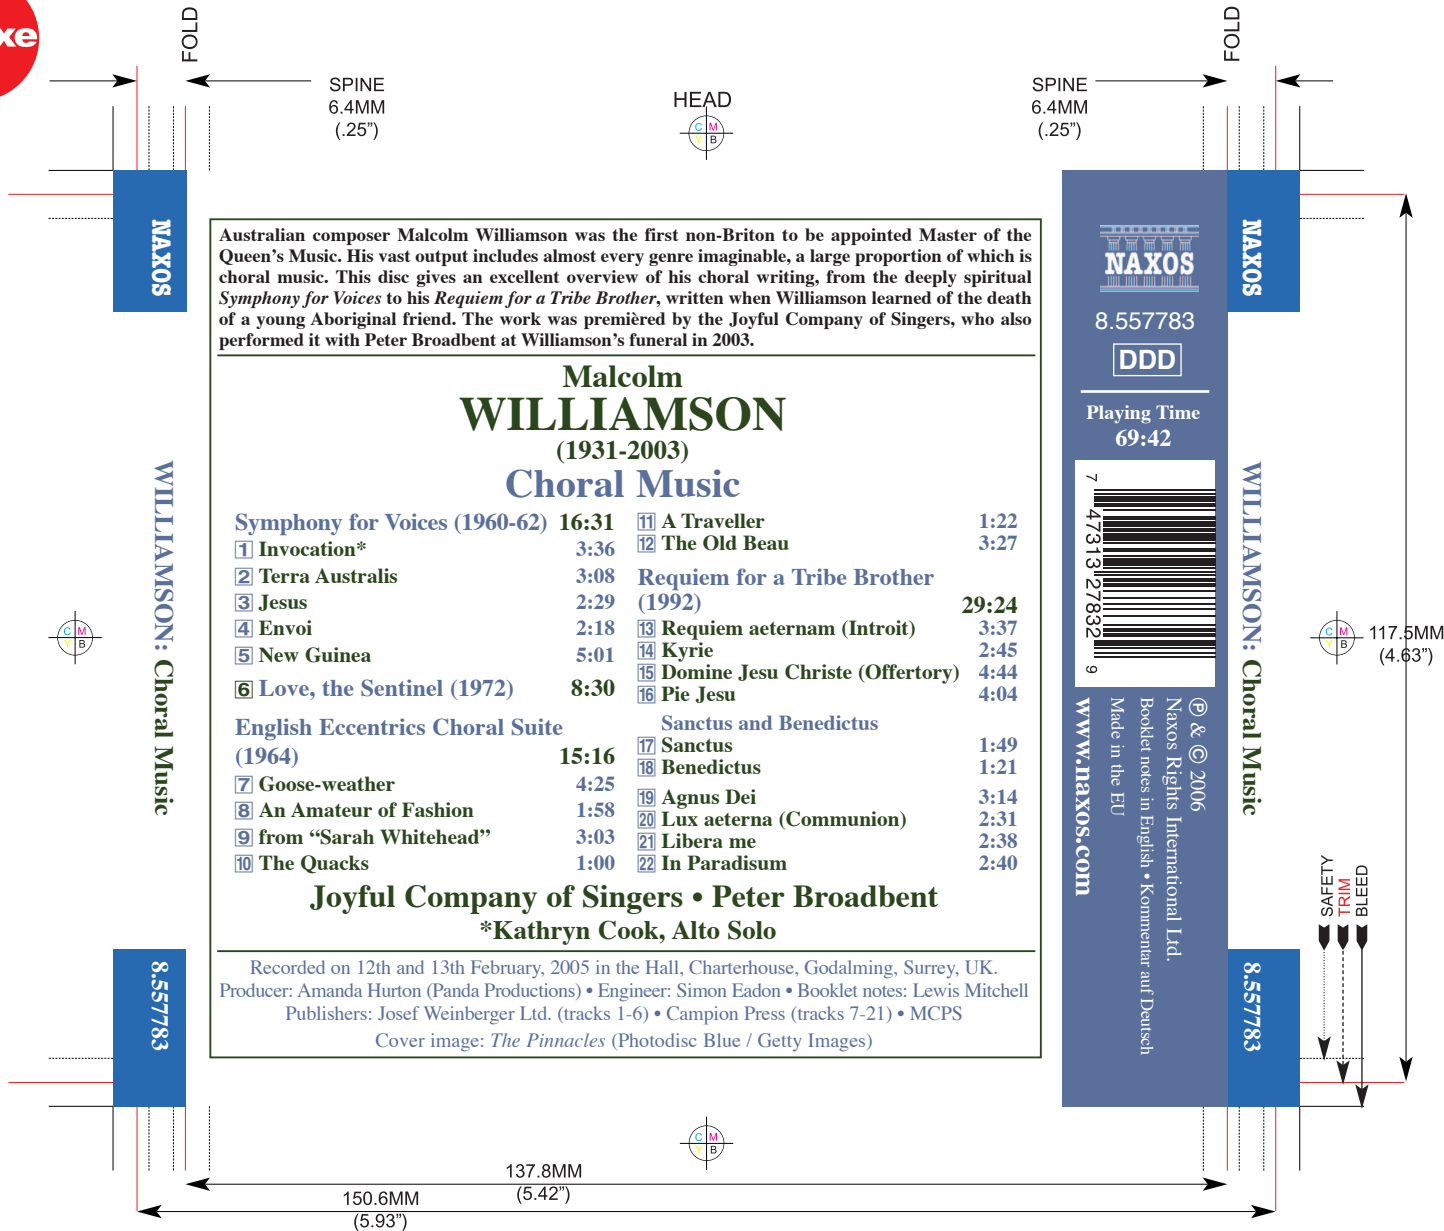 xe
FOLD
FOLD
SPINE
6.4MM
(.25”)
HEAD
SPINE
6.4MM
(.25”)
C M
Y B
NAXOS
WILLIAMSON: Choral Music
8.557783
C M
Y B
Australian composer Malcolm Williamson was the first non-Briton to be appointed Master of the
Queen’s Music. His vast output includes almost every genre imaginable, a large proportion of which is
choral music. This disc gives an excellent overview of his choral writing, from the deeply spiritual
Symphony for Voices to his Requiem for a Tribe Brother, written when Williamson learned of the death
of a young Aboriginal friend. The work was premièred by the Joyful Company of Singers, who also
performed it with Peter Broadbent at Williamson’s funeral in 2003.
Malcolm
WILLIAMSON
(1931-2003)
Choral Music
Symphony for Voices (1960-62) 16:31
1 Invocation* 3:36
2 Terra Australis 3:08
3 Jesus 2:29
4 Envoi 2:18
5 New Guinea 5:01
6 Love, the Sentinel (1972) 8:30
English Eccentrics Choral Suite
(1964) 15:16
7 Goose-weather 4:25
8 An Amateur of Fashion 1:58
9 from “Sarah Whitehead” 3:03
10 The Quacks 1:00
11 A Traveller 1:22
12 The Old Beau 3:27
Requiem for a Tribe Brother
(1992) 29:24
13 Requiem aeternam (Introit) 3:37
14 Kyrie 2:45
15 Domine Jesu Christe (Offertory) 4:44
16 Pie Jesu 4:04
Sanctus and Benedictus
17 Sanctus 1:49
18 Benedictus 1:21
19 Agnus Dei 3:14
20 Lux aeterna (Communion) 2:31
21 Libera me 2:38
22 In Paradisum 2:40
Joyful Company of Singers • Peter Broadbent
*Kathryn Cook, Alto Solo
Recorded on 12th and 13th February, 2005 in the Hall, Charterhouse, Godalming, Surrey, UK.
Producer: Amanda Hurton (Panda Productions) • Engineer: Simon Eadon • Booklet notes: Lewis Mitchell
Publishers: Josef Weinberger Ltd. (tracks 1-6) • Campion Press (tracks 7-21) • MCPS
Cover image: The Pinnacles (Photodisc Blue / Getty Images)
NAXOS
8.557783
DDD
Playing Time
69:42
7 47313 27832 9
℗ & © 2006
Naxos Rights International Ltd.
Booklet notes in English • Kommentar auf Deutsch
Made in the EU
www.naxos.com
NAXOS
WILLIAMSON: Choral Music
8.557783
C M
Y B
117.5MM
(4.63”)
SAFETY
TRIM
BLEED
C M
Y B
137.8MM
(5.42”)
150.6MM
(5.93”)